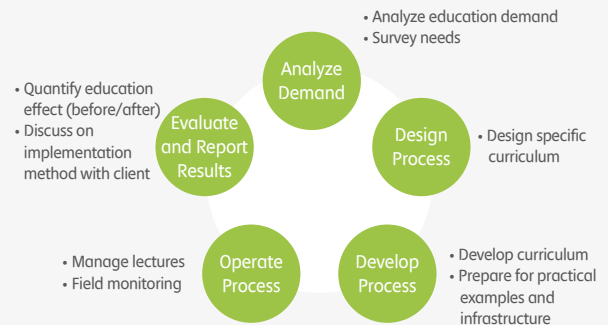 • Analyze education demand
• Survey needs
Analyze
Demand
Design
Process
• Design specific
curriculum
Develop
Process
• Develop curriculum
• Prepare for practical
examples and
infrastructure
Operate
Process
• Manage lectures
• Field monitoring
Evaluate
and Report
Results
• Quantify education
effect (before/after)
• Discuss on
implementation
method with client